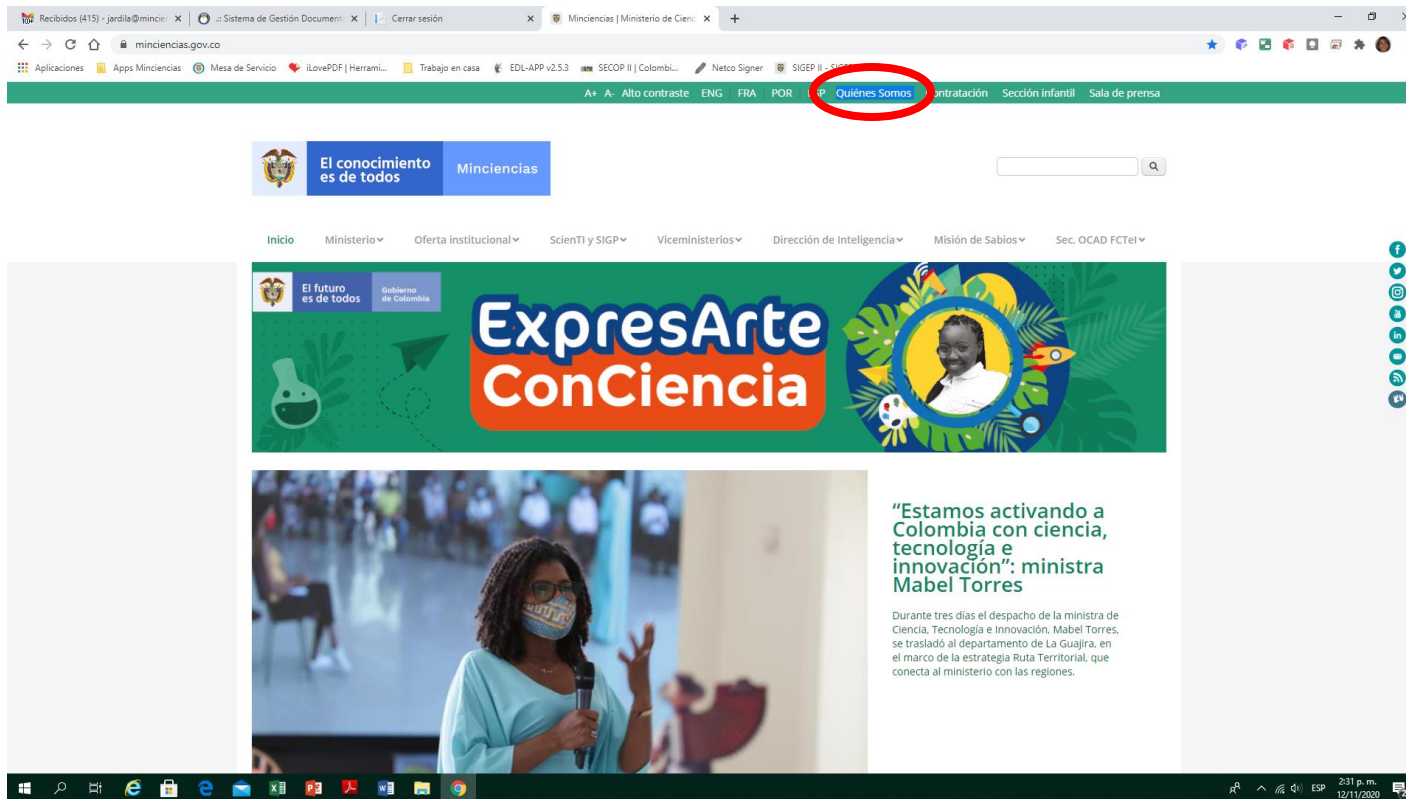 Recibidos (415) - jardila@mincien
.:: Sistema de Gestión Document
Cerrar sesión
Minciencias | Ministerio de Cienc
minciencias.gov.co
Aplicaciones
Apps Minciencias
Mesa de Servicio
iLovePDF | Herrami...
Trabajo en casa
EDL-APP v2.5.3
SECOP II | Colombi...
Netco Signer
SIGEP II -
A+ A- Alto contraste ENG FRA POR Quiénes Somos Sección infantil Sala de prensa
El conocimiento
es de todos
Minciencias
Inicio Ministerio Oferta institucional ScienTI y SIGP Viceministerios Dirección de Inteligencia Misión de Sabios Sec. OCAD FCTeI
El futuro
es de todos
Gobierno
de Colombia
ExpresArte
ConCiencia
“Estamos activando a
Colombia con ciencia,
tecnología e
innovación”: ministra
Mabel Torres
Durante tres días el despacho de la ministra de
Ciencia, Tecnología e Innovación, Mabel Torres,
se trasladó al departamento de La Guajira, en
el marco de la estrategia Ruta Territorial, que
conecta al ministerio con las regiones.
ESP
2:31 p. m.
12/11/2020